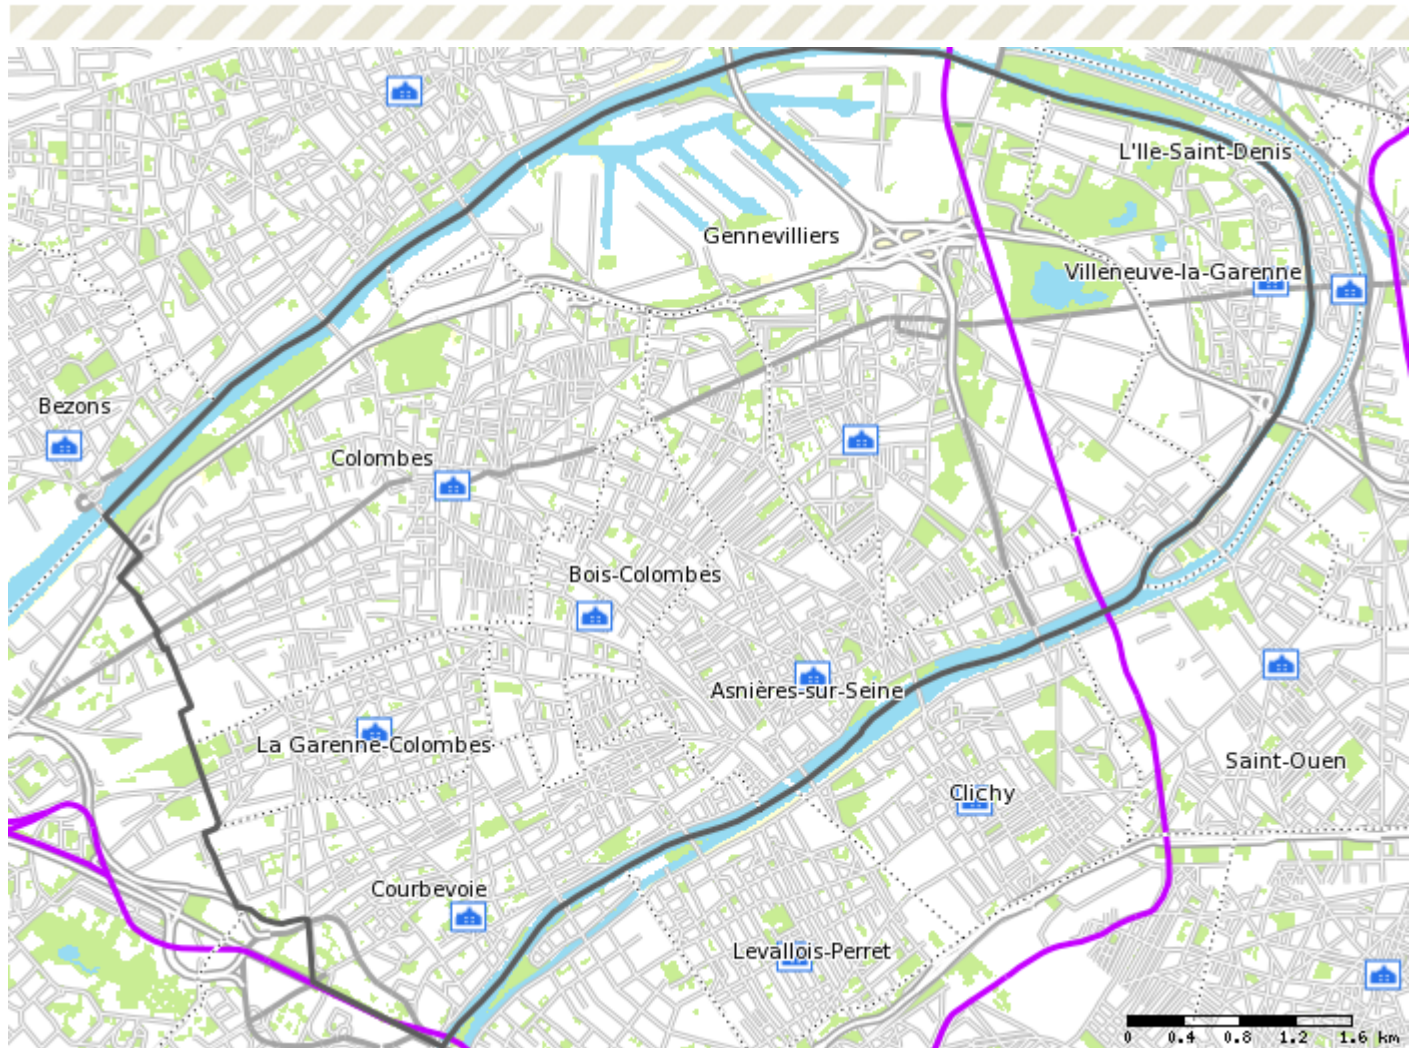 L'Ile-Saint-Denis
Gennevilliers
Villeneuve-la-Garenne
Bezons
Colombes
Bois-Colombes
Asnières-sur-Seine
La Garenne-Colombes
Saint-Ouen
Clichy
Courbevoie
Levallois-Perret
0 0.4 0.8 1.2 1.6 km